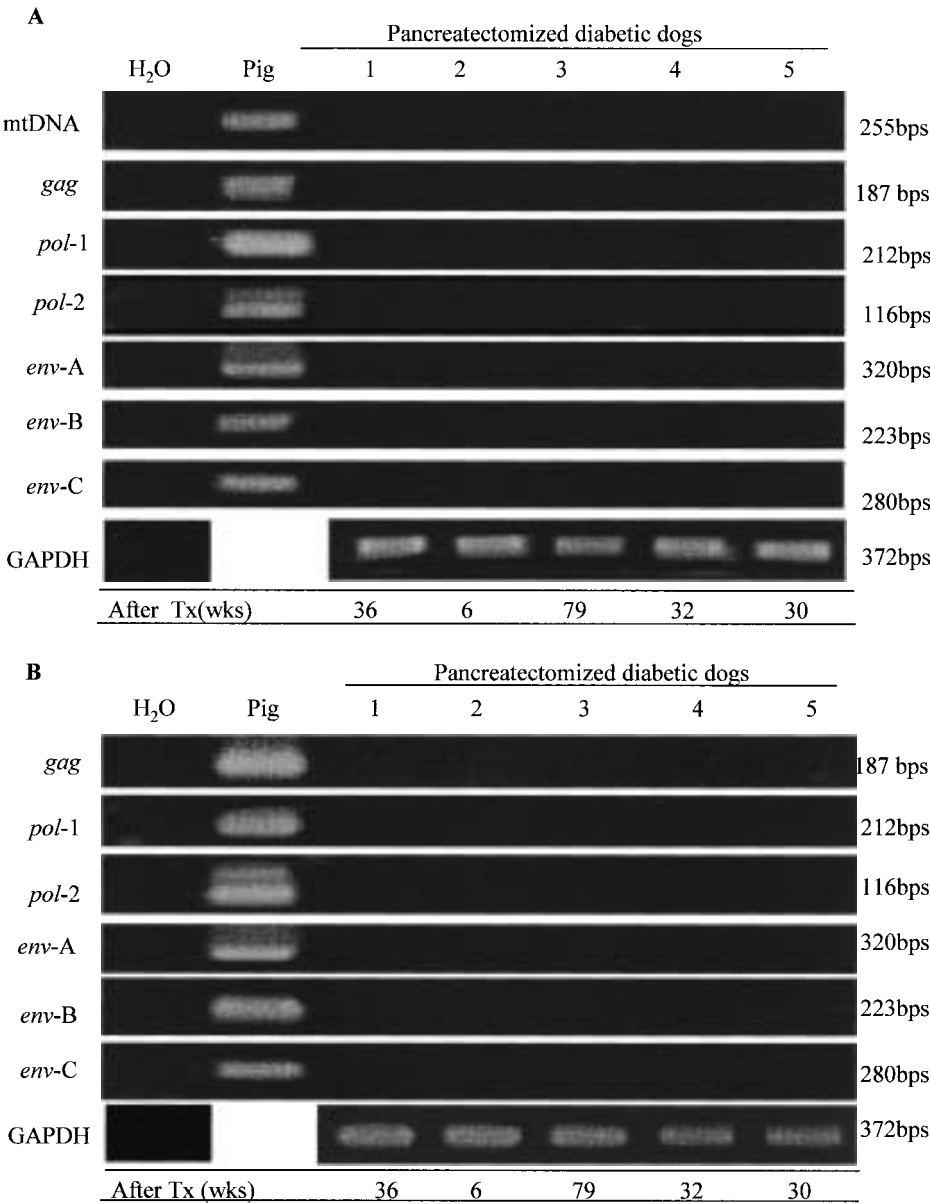 A
Pancreatectomized diabetic dogs
H2O Pig 1 2 3 4 5
mtDNA 255bps
gag 187 bps
pol-1 212bps
pol-2 116bps
env-A 320bps
env-B 223bps
env-C 280bps
GAPDH 372bps
After Tx(wks) 36 6 79 32 30
B
Pancreatectomized diabetic dogs
H2O Pig 1 2 3 4 5
gag 187 bps
pol-1 212bps
pol-2 116bps
env-A 320bps
env-B 223bps
env-C 280bps
GAPDH 372bps
After Tx (wks) 36 6 79 32 30